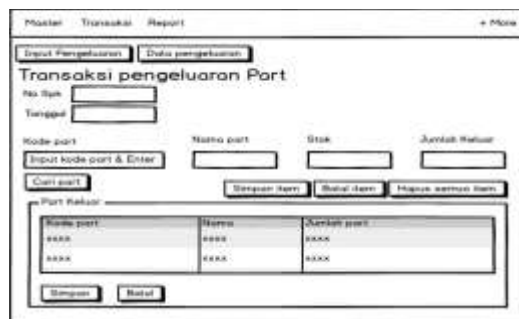 Master Transaksi Report + More
Input Pengeluaran Data pengeluaran
Transaksi pengeluaran Part
No Spk
Tanggal
Kode part Nama part Stok Jumlah Keluar
Input kode part & Enter
Cari part Simpan item Batal item Hapus semua item
Part Keluar
Kode part Nama Jumlah part
xxxx xxxx xxxx
xxxx xxxx xxxx
Simpan Batal